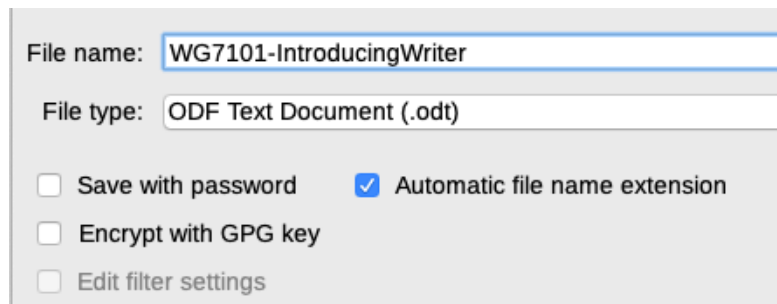 File name: WG7101-IntroducingWriter
File type: ODF Text Document (.odt)
Save with password Automatic file name extension
Encrypt with GPG key
Edit filter settings